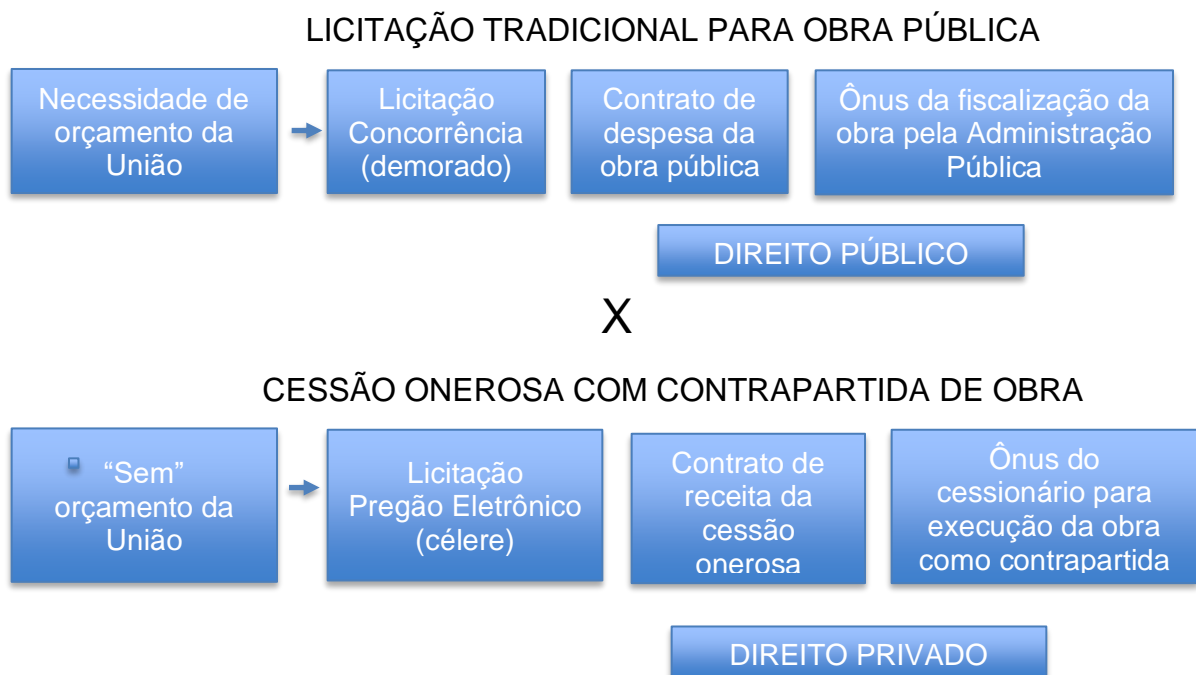 LICITAÇÃO TRADICIONAL PARA OBRA PÚBLICA
Necessidade de
orçamento da
União
Licitação
Concorrência
(demorado)
Contrato de
despesa da
obra pública
Ônus da fiscalização da
obra pela Administração
Pública
DIREITO PÚBLICO
X
CESSÃO ONEROSA COM CONTRAPARTIDA DE OBRA
“Sem”
orçamento da
União
Licitação
Pregão Eletrônico
(célere)
Contrato de
receita da
cessão
onerosa
Ônus do
cessionário para
execução da obra
como contrapartida
DIREITO PRIVADO